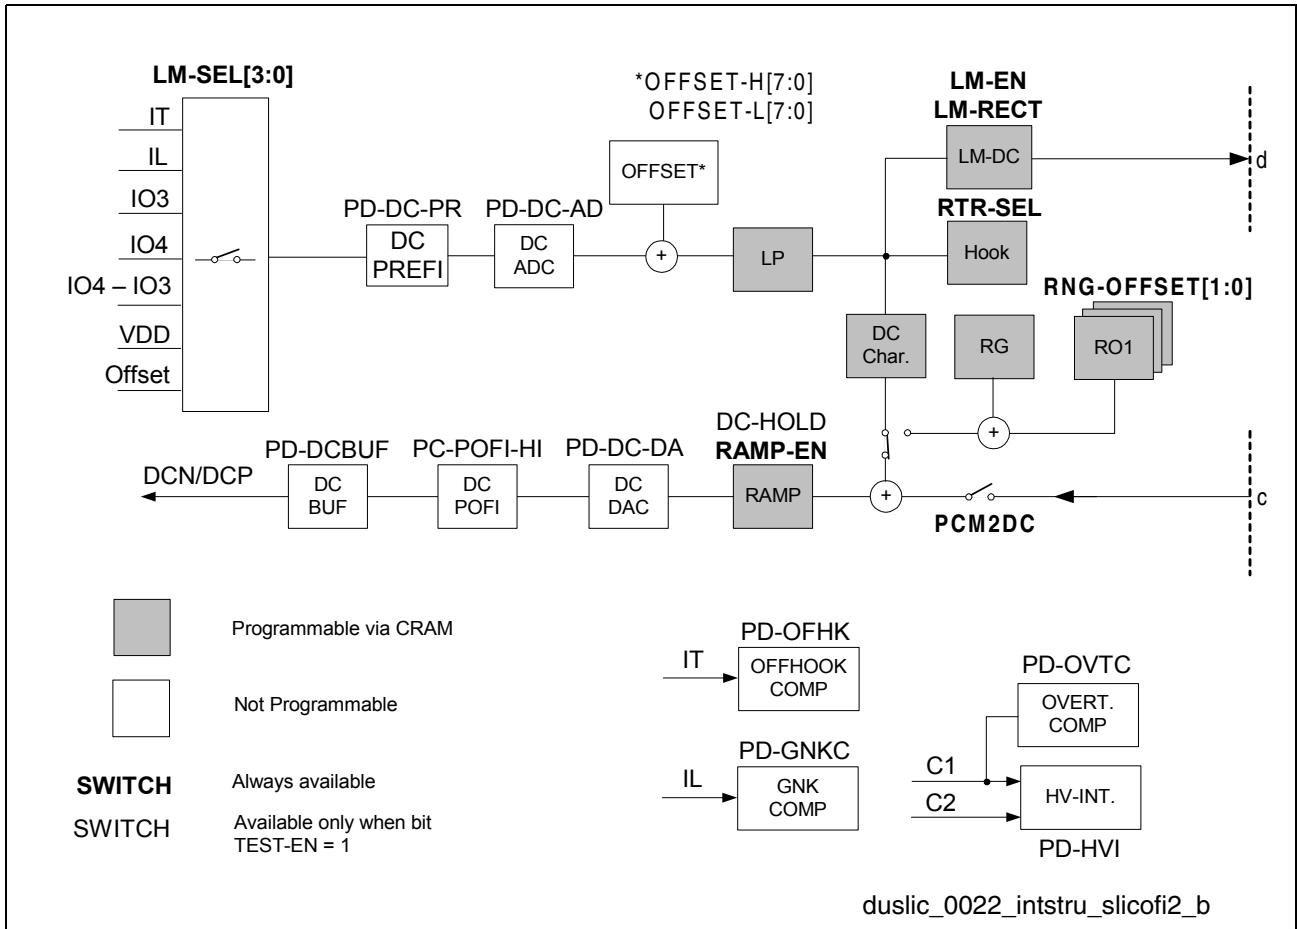 LM-SEL[3:0]
IT
IL
IO3
IO4
IO4 – IO3
VDD
Offset
*OFFSET-H[7:0]
OFFSET-L[7:0]
OFFSET*
PD-DC-PR
DC
PREFI
PD-DC-AD
DC
ADC
+
LP
LM-EN
LM-RECT
LM-DC
d
RTR-SEL
Hook
RNG-OFFSET[1:0]
DC
Char.
RG
RO1
+
DCN/DCP
PD-DCBUF
DC
BUF
PC-POFI-HI
DC
POFI
PD-DC-DA
DC
DAC
DC-HOLD
RAMP-EN
RAMP
+
PCM2DC
c
Programmable via CRAM
Not Programmable
SWITCH
Always available
SWITCH
Available only when bit
TEST-EN = 1
PD-OFHK
IT
OFFHOOK
COMP
PD-GNKC
IL
GNK
COMP
PD-OVTC
OVERT.
COMP
C1
C2
HV-INT.
PD-HVI
duslic_0022_intstru_slicofi2_b